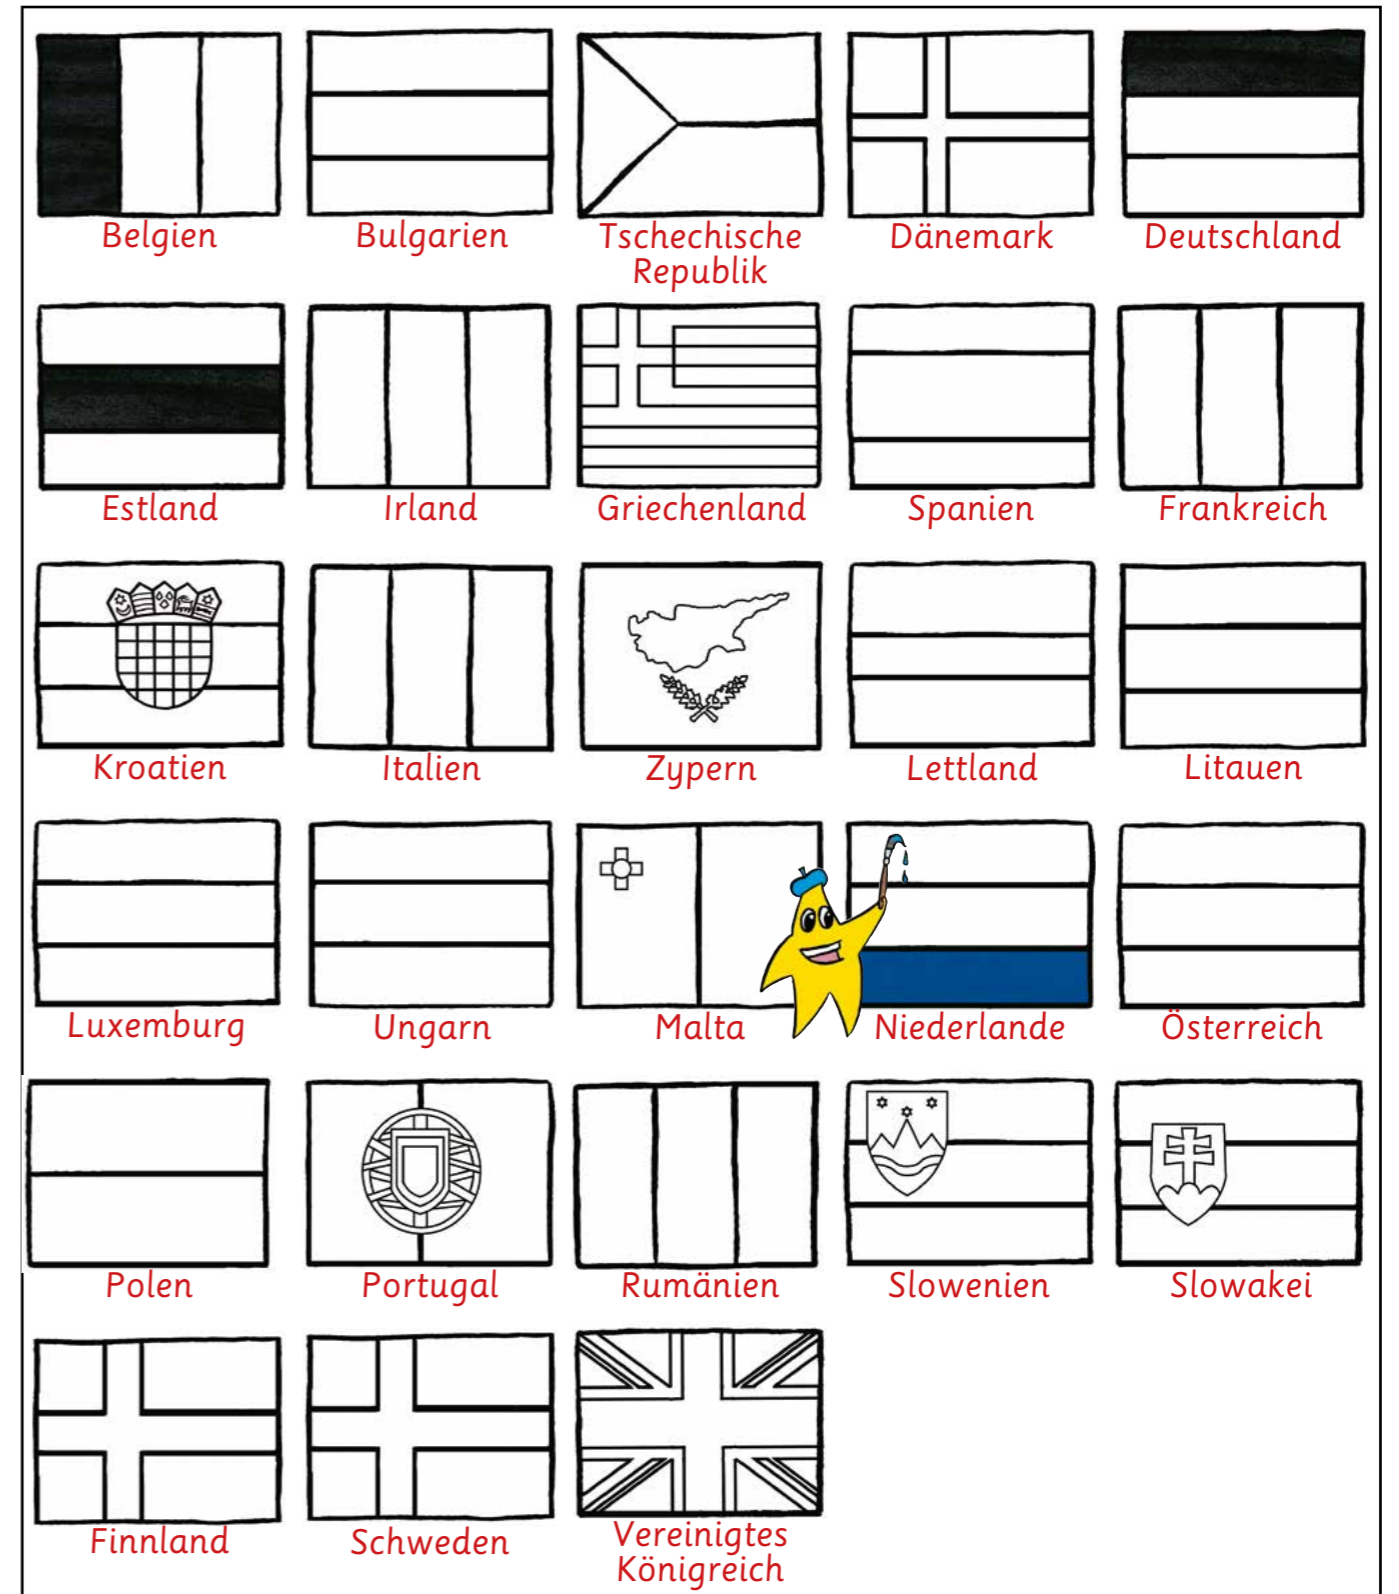 Belgien
Bulgarien
Tschechische
Republik
Dänemark
Deutschland
Estland
Irland
Griechenland
Spanien
Frankreich
Kroatien
Italien
Zypern
Lettland
Litauen
Luxemburg
Ungarn
Malta
Niederlande
Österreich
Polen
Portugal
Rumänien
Slowenien
Slowakei
Finnland
Schweden
Vereinigtes
Königreich